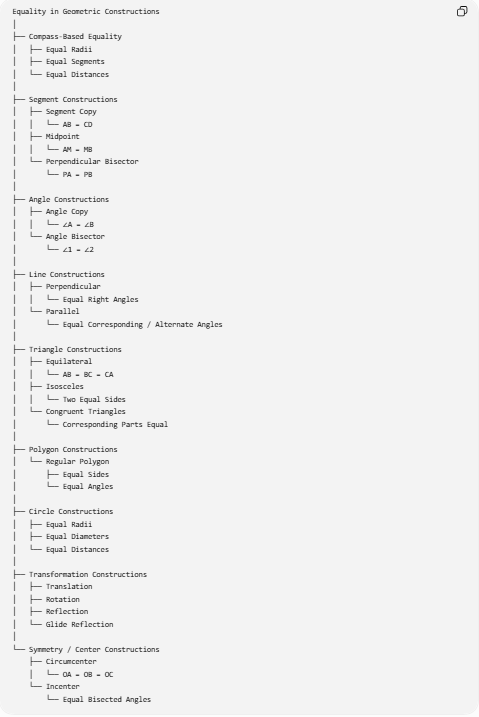 Equality in Geometric Constructions
│
├── Compass-Based Equality
│   ├── Equal Radii
│   ├── Equal Segments
│   └── Equal Distances
│
├── Segment Constructions
│   ├── Segment Copy
│   │   └── AB = CD
│   ├── Midpoint
│   │   └── AM = MB
│   └── Perpendicular Bisector
│       └── PA = PB
│
├── Angle Constructions
│   ├── Angle Copy
│   │   └── ∠A = ∠B
│   └── Angle Bisector
│       └── ∠1 = ∠2
│
├── Line Constructions
│   ├── Perpendicular
│   │   └── Equal Right Angles
│   └── Parallel
│       └── Equal Corresponding / Alternate Angles
│
├── Triangle Constructions
│   ├── Equilateral
│   │   └── AB = BC = CA
│   ├── Isosceles
│   │   └── Two Equal Sides
│   └── Congruent Triangles
│       └── Corresponding Parts Equal
│
├── Polygon Constructions
│   └── Regular Polygon
│       ├── Equal Sides
│       └── Equal Angles
│
├── Circle Constructions
│   ├── Equal Radii
│   ├── Equal Diameters
│   └── Equal Distances
│
├── Transformation Constructions
│   ├── Translation
│   ├── Rotation
│   ├── Reflection
│   └── Glide Reflection
│
└── Symmetry / Center Constructions
    ├── Circumcenter
    │   └── OA = OB = OC
    └── Incenter
        └── Equal Bisected Angles